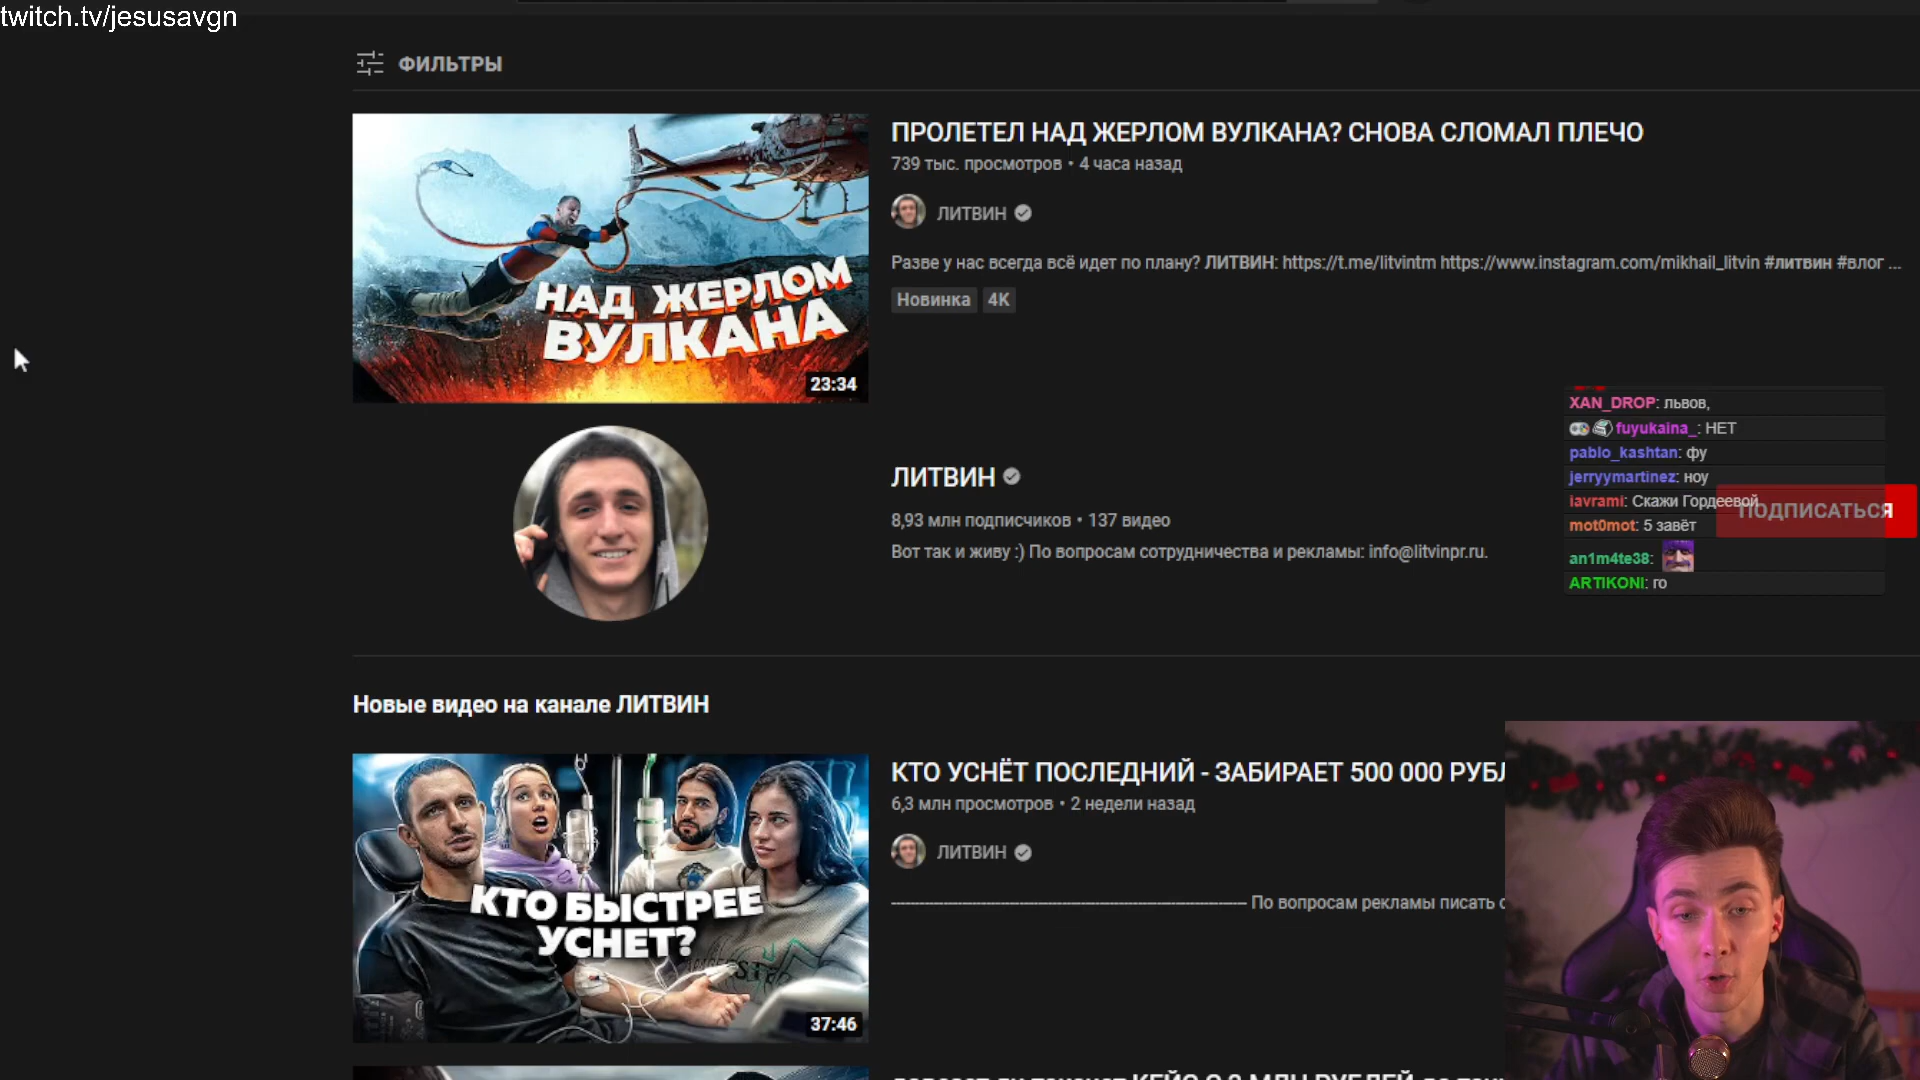 twitch.tv/jesusavgn
ФИЛЬТРЫ
НАД ЖЕРЛОМ
ВУЛКАНА
23:34
ПРОЛЕТЕЛ НАД ЖЕРЛОМ ВУЛКАНА? СНОВА СЛОМАЛ ПЛЕЧО
739 тыс. просмотров • 4 часа назад
ЛИТВИН
Разве у нас всегда всё идет по плану? ЛИТВИН: https://t.me/litvintm https://www.instagram.com/mikhail_litvin #литвин #влог ...
Новинка 4K
ЛИТВИН
8,93 млн подписчиков • 137 видео
Вот так и живу :) По вопросам сотрудничества и рекламы: info@litvinpr.ru.
XAN_DROP: львов,
fuyukaina_: НЕТ
pablo_kashtan: фу
jerryymartinez: ноу
iavrami: Скажи Гордеевой
mot0mot: 5 завёт
an1m4te38:
ARTIKONI: го
ПОДПИСАТЬСЯ
Новые видео на канале ЛИТВИН
КТО БЫСТРЕЕ
УСНЕТ?
37:46
КТО УСНЁТ ПОСЛЕДНИЙ - ЗАБИРАЕТ 500 000 РУБЛ
6,3 млн просмотров • 2 недели назад
ЛИТВИН
По вопросам рекламы писать с